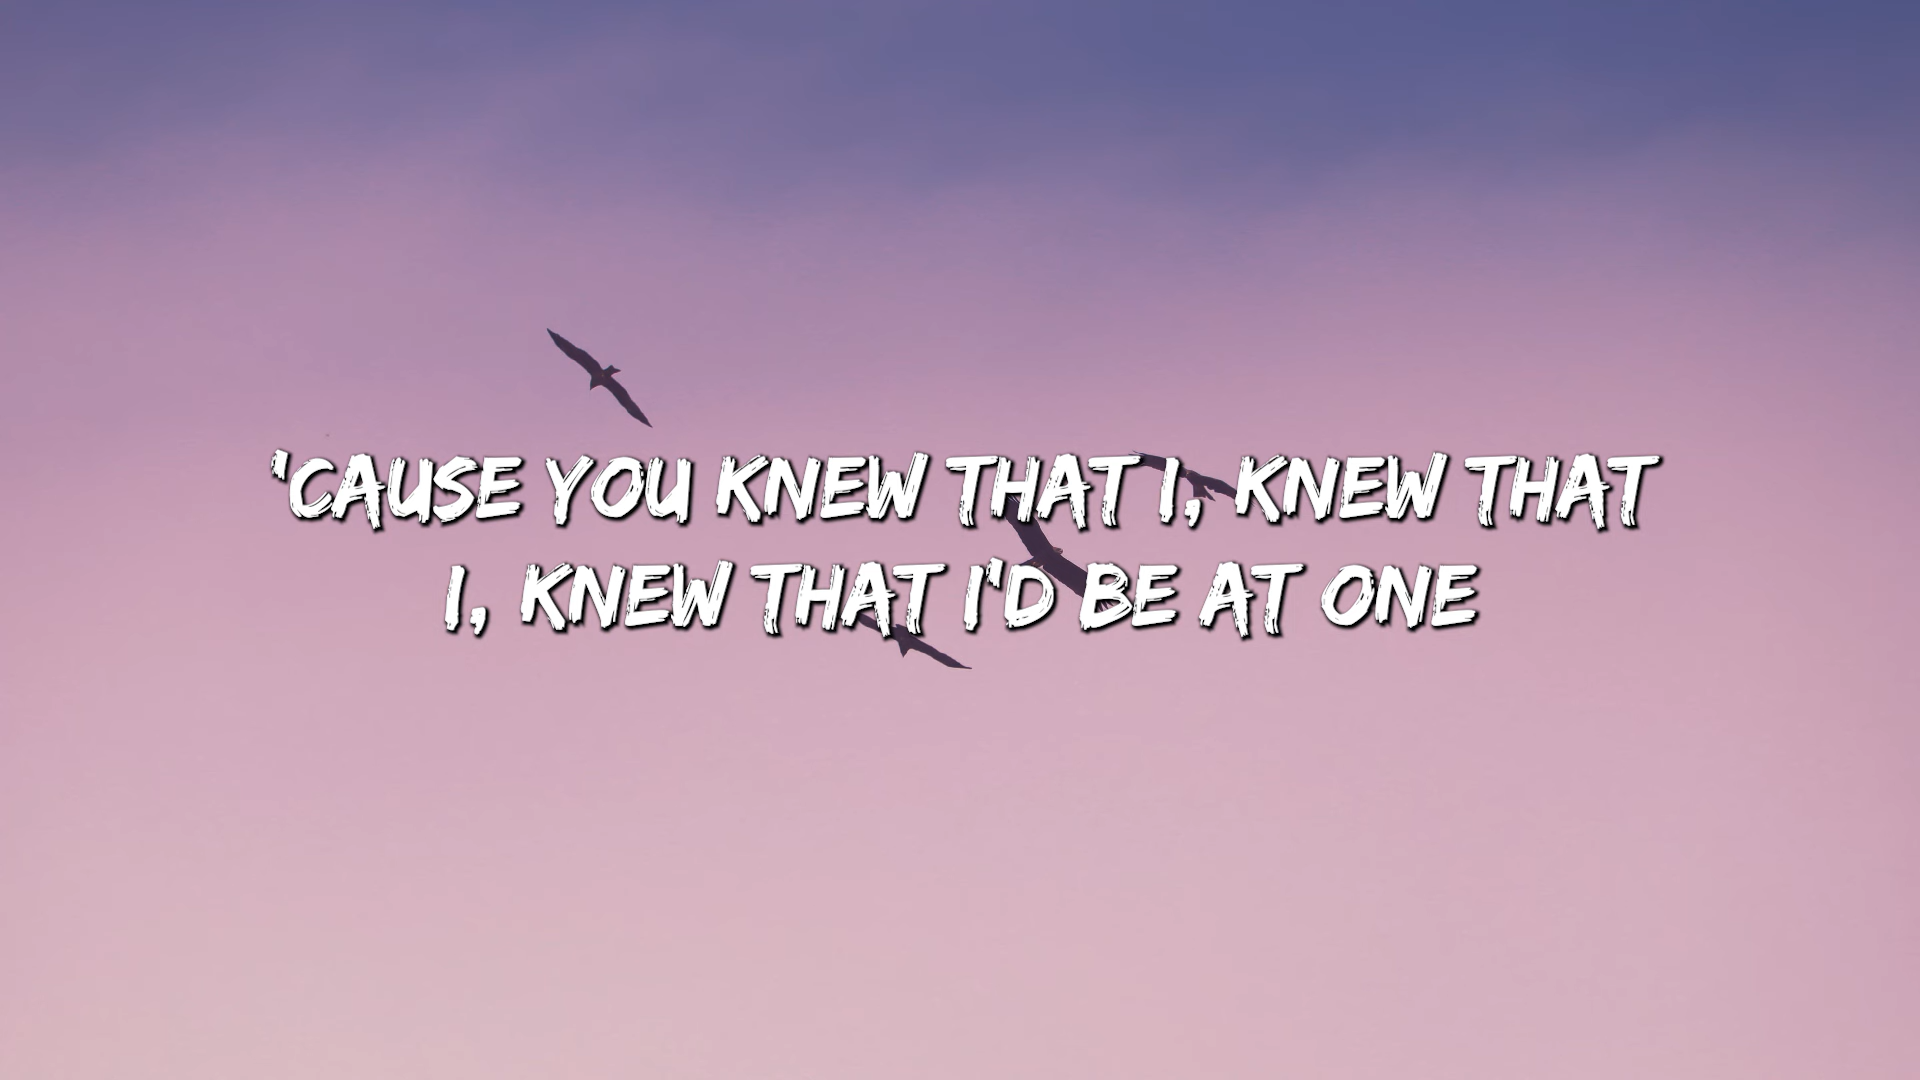 'CAUSE YOU KNEW THAT I, KNEW THAT
I, KNEW THAT I'D BE AT ONE